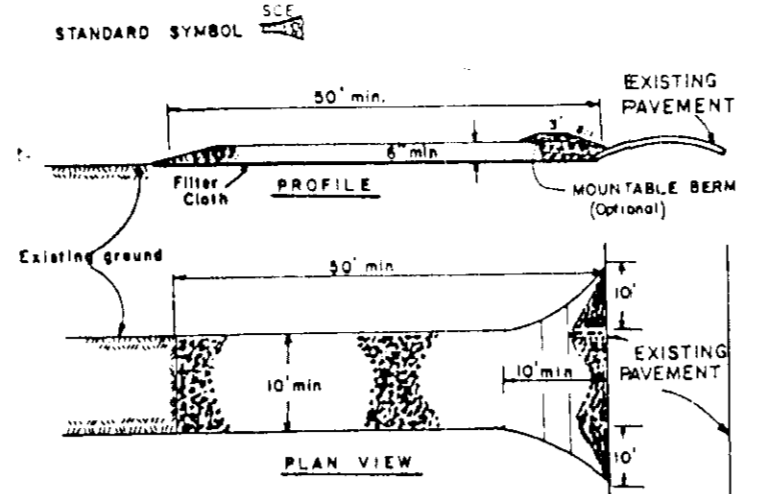 SCE
STANDARD SYMBOL
50' min.
EXISTING
PAVEMENT
3'
6" min
Filter
Cloth
PROFILE
MOUNTABLE BERM
(Optional)
Existing ground
50' min
10'
10' min
10' min
EXISTING
PAVEMENT
10'
PLAN VIEW